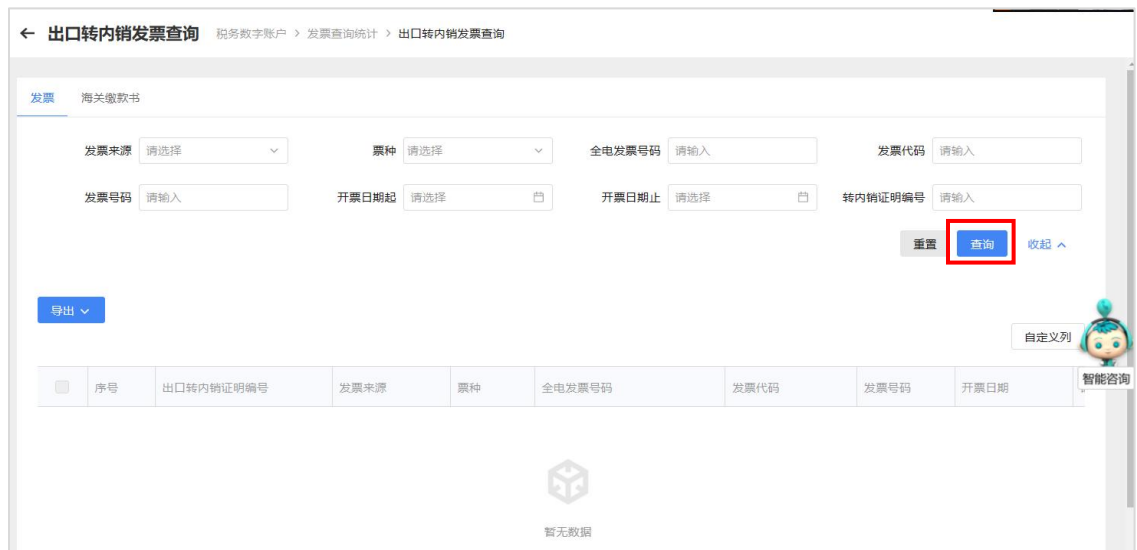 ← 出口转内销发票查询 税务数字账户 > 发票查询统计 > 出口转内销发票查询
发票 海关缴款书
发票来源 请选择 票种 请选择 全电发票号码 请输入 发票代码 请输入
发票号码 请输入 开票日期起 请选择 开票日期止 请选择 转内销证明编号 请输入
重置 查询 收起
导出
自定义列
智能咨询
序号 出口转内销证明编号 发票来源 票种 全电发票号码 发票代码 发票号码 开票日期
暂无数据